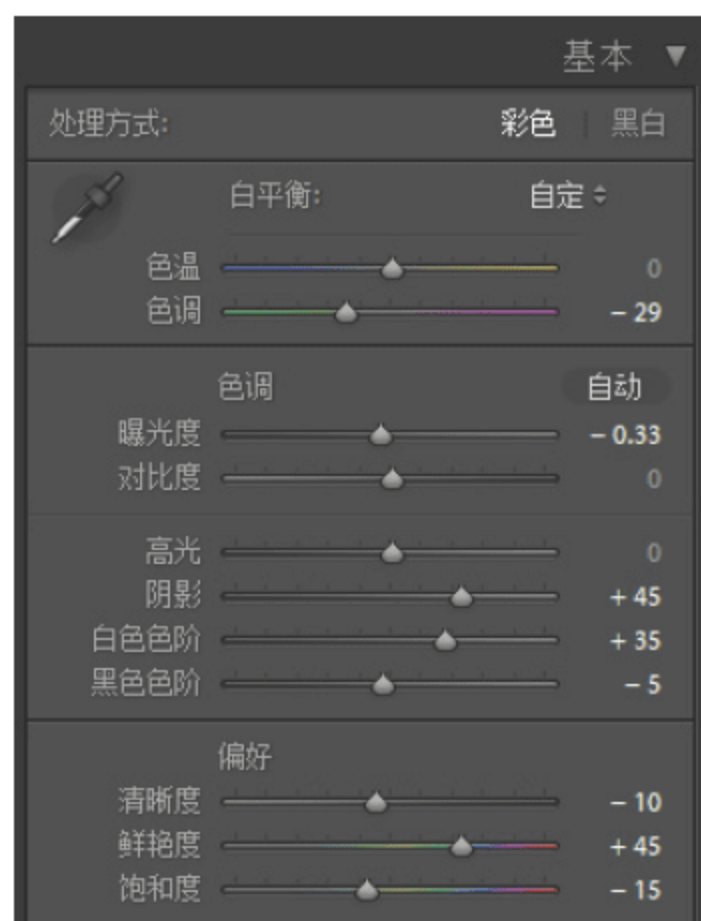 基本 ▼
处理方式: 彩色 | 黑白
白平衡: 自定
色温 0
色调 － 29
色调 自动
曝光度 － 0.33
对比度 0
高光 0
阴影 + 45
白色色阶 + 35
黑色色阶 － 5
偏好
清晰度 － 10
鲜艳度 + 45
饱和度 － 15